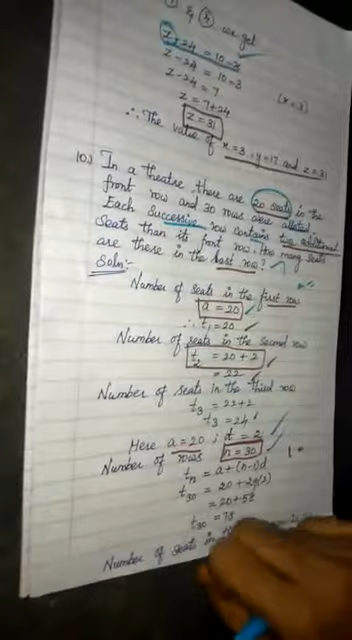 & we get
z - 24 = 10 - 3
z - 24 = 10 - 3
z - 24 = 7
z = 7 + 24 (x = 3)
z = 31
∴ The value of x = 3, y = 17 and z = 31
10.) In a theatre, there are 20 seats in the
front row and 30 rows were allotted.
Each successive row contains two additional
seats than its front row. How many seats
are there in the last row?
Soln:-
Number of seats in the first row
a = 20
∴ t₁ = 20
Number of seats in the second row
t₂ = 20 + 2
= 22
Number of seats in the third row
t₃ = 22 + 2
t₃ = 24
Here a = 20 ; d = 2
Number of rows n = 30
tₙ = a + (n-1)d
t₃₀ = 20 + 29(2)
= 20 + 58
t₃₀ = 78
Number of seats in